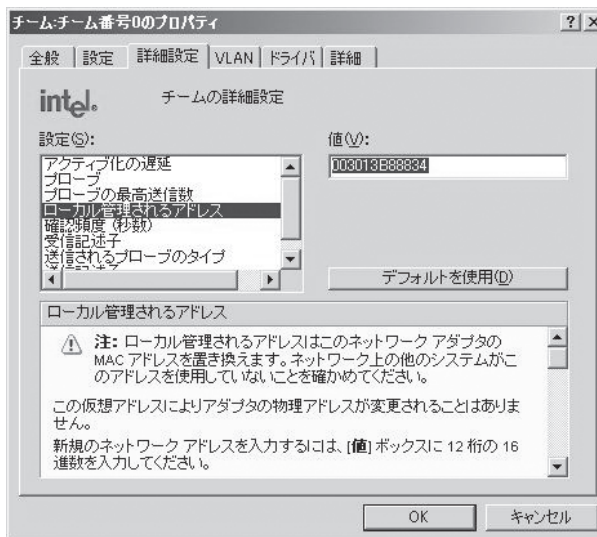 チーム:チーム番号0のプロパティ
全般
設定
詳細設定
VLAN
ドライバ
詳細
intel.
チームの詳細設定
設定(S):
値(V):
アクティブ化の遅延
プローブ
プローブの最高送信数
ローカル管理されるアドレス
確認頻度 (秒数)
受信記述子
送信されるプローブのタイプ
003013B88834
デフォルトを使用(D)
ローカル管理されるアドレス
注: ローカル管理されるアドレスはこのネットワーク アダプタの
MAC アドレスを置き換えます。ネットワーク上の他のシステムがこ
のアドレスを使用していないことを確かめてください。
この仮想アドレスによりアダプタの物理アドレスが変更されることはありま
せん。
新規のネットワーク アドレスを入力するには、[値] ボックスに 12 桁の 16
進数を入力してください。
OK
キャンセル